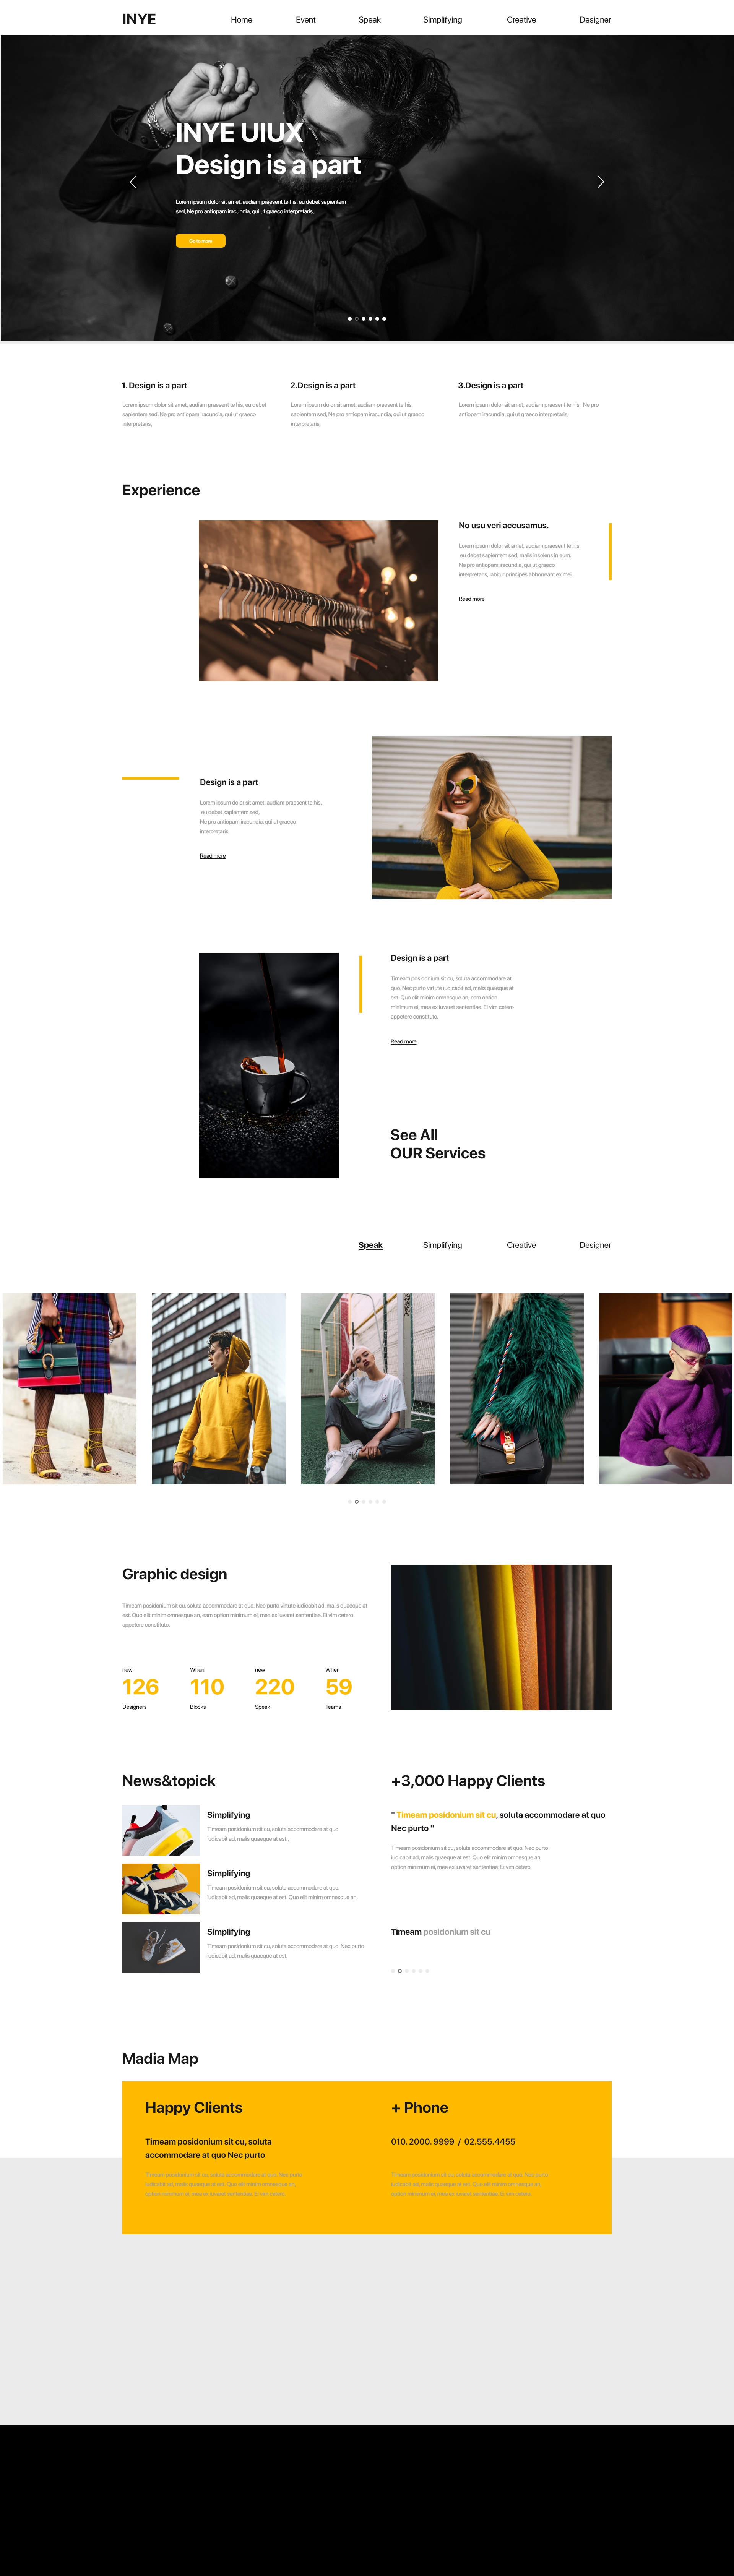 INYE
Home Event Speak Simplifying Creative Designer
INYE UIUX
Design is a part
Lorem ipsum dolor sit amet, audiam praesent te his, eu debet sapientem
sed, Ne pro antiopam iracundia, qui ut graeco interpretaris,
1. Design is a part
Lorem ipsum dolor sit amet, audiam praesent te his, eu debet
sapientem sed, Ne pro antiopam iracundia, qui ut graeco
interpretaris,
2.Design is a part
Lorem ipsum dolor sit amet, audiam praesent te his,
sapientem sed, Ne pro antiopam iracundia, qui ut graeco
interpretaris,
3.Design is a part
Lorem ipsum dolor sit amet, audiam praesent te his, Ne pro
antiopam iracundia, qui ut graeco interpretaris,
Experience
No usu veri accusamus.
Lorem ipsum dolor sit amet, audiam praesent te his,
eu debet sapientem sed, malis insolens in eum.
Ne pro antiopam iracundia, qui ut graeco
interpretaris, labitur principes abhorreant ex mei.
Read more
Design is a part
Lorem ipsum dolor sit amet, audiam praesent te his,
eu debet sapientem sed,
Ne pro antiopam iracundia, qui ut graeco
interpretaris,
Read more
Design is a part
Timeam posidonium sit cu, soluta accommodare at
quo. Nec purto virtute iudicabit ad, malis quaeque at
est. Quo elit minim omnesque an, eam option
minimum ei, mea ex iuvaret sententiae. Ei vim cetero
appetere constituto.
Read more
See All
OUR Services
Speak Simplifying Creative Designer
Graphic design
Timeam posidonium sit cu, soluta accommodare at quo. Nec purto virtute iudicabit ad, malis quaeque at
est. Quo elit minim omnesque an, eam option minimum ei, mea ex iuvaret sententiae. Ei vim cetero
appetere constituto.
new When new When
126 110 220 59
Designers Blocks Speak Teams
News&topick
Simplifying
Timeam posidonium sit cu, soluta accommodare at quo.
iudicabit ad, malis quaeque at est.,
Simplifying
Timeam posidonium sit cu, soluta accommodare at quo.
iudicabit ad, malis quaeque at est. Quo elit minim omnesque an,
Simplifying
Timeam posidonium sit cu, soluta accommodare at quo. Nec purto
iudicabit ad, malis quaeque at est.
+3,000 Happy Clients
" Timeam posidonium sit cu, soluta accommodare at quo
Nec purto "
Timeam posidonium sit cu, soluta accommodare at quo. Nec purto
iudicabit ad, malis quaeque at est. Quo elit minim omnesque an,
option minimum ei, mea ex iuvaret sententiae. Ei vim cetero.
Timeam posidonium sit cu
Madia Map
Happy Clients
Timeam posidonium sit cu, soluta
accommodare at quo Nec purto
Timeam posidonium sit cu, soluta accommodare at quo. Nec purto
iudicabit ad, malis quaeque at est. Quo elit minim omnesque an,
option minimum ei, mea ex iuvaret sententiae. Ei vim cetero.
+ Phone
010. 2000. 9999 / 02.555.4455
Timeam posidonium sit cu, soluta accommodare at quo. Nec purto
iudicabit ad, malis quaeque at est. Quo elit minim omnesque an,
option minimum ei, mea ex iuvaret sententiae. Ei vim cetero.